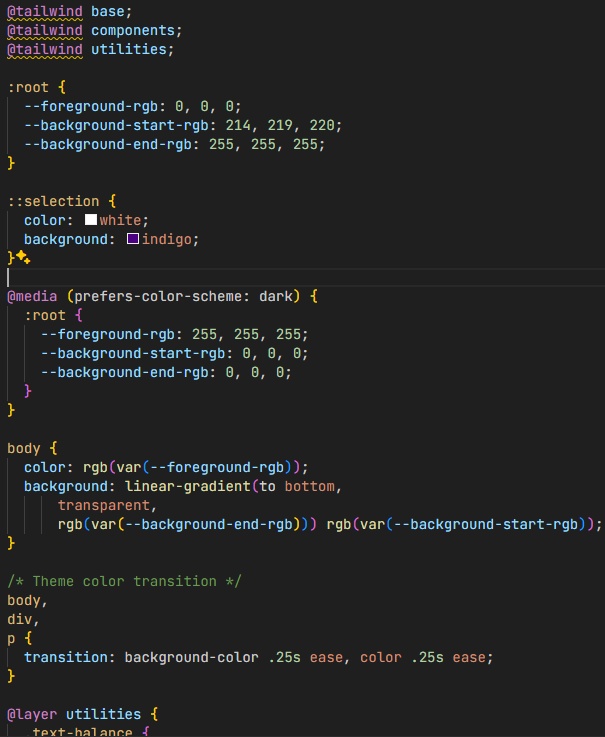 @tailwind base;
@tailwind components;
@tailwind utilities;

:root {
  --foreground-rgb: 0, 0, 0;
  --background-start-rgb: 214, 219, 220;
  --background-end-rgb: 255, 255, 255;
}

::selection {
  color: white;
  background: indigo;
}

@media (prefers-color-scheme: dark) {
  :root {
    --foreground-rgb: 255, 255, 255;
    --background-start-rgb: 0, 0, 0;
    --background-end-rgb: 0, 0, 0;
  }
}

body {
  color: rgb(var(--foreground-rgb));
  background: linear-gradient(to bottom,
      transparent,
      rgb(var(--background-end-rgb))) rgb(var(--background-start-rgb));
}

/* Theme color transition */
body,
div,
p {
  transition: background-color .25s ease, color .25s ease;
}

@layer utilities {
  .text-balance {